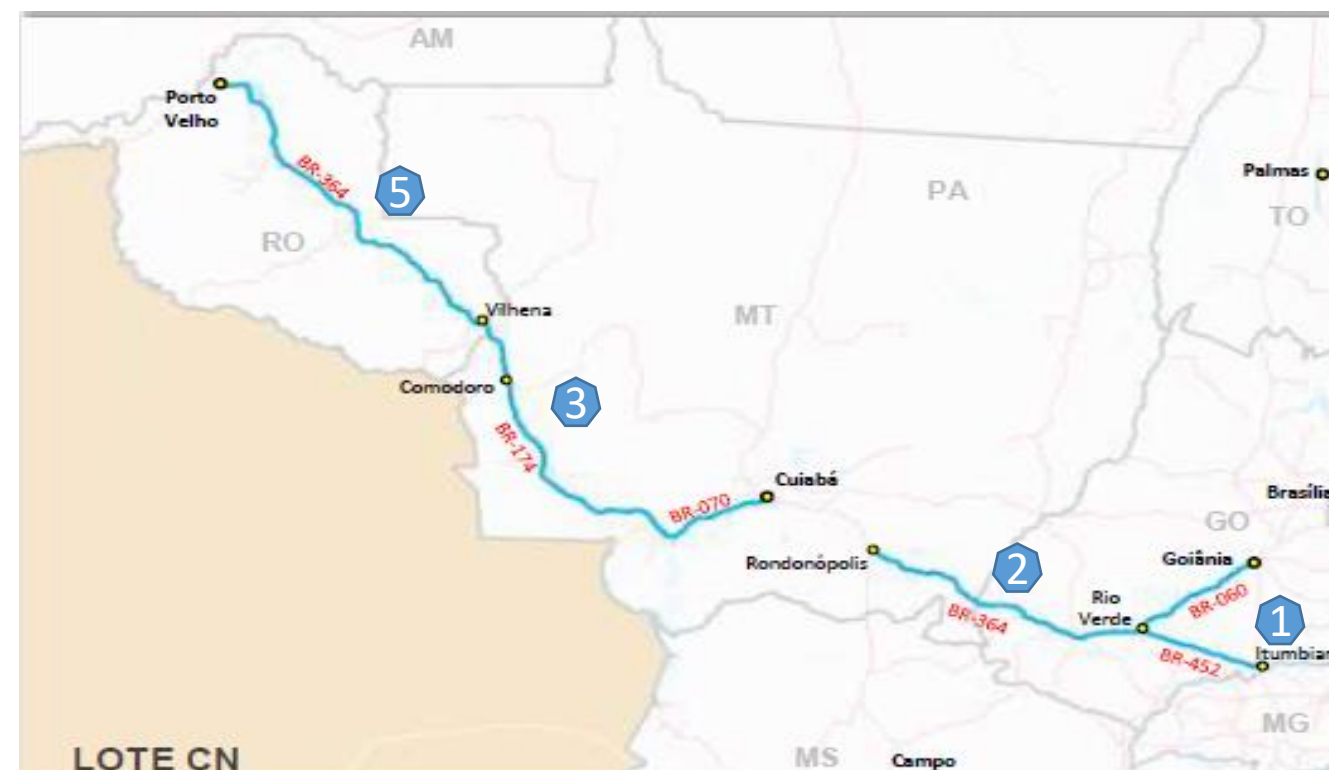 AM
Porto
Velho
BR-364
5
Palmas
PA
TO
RO
Vilhena
MT
Comodoro
3
BR-174
Cuiabá
BR-070
Brasília
GO
Rondonópolis
2
Goiânia
Rio
Verde
BR-060
1
BR-364
BR-452
Itumbiar
MG
LOTE CN
MS
Campo